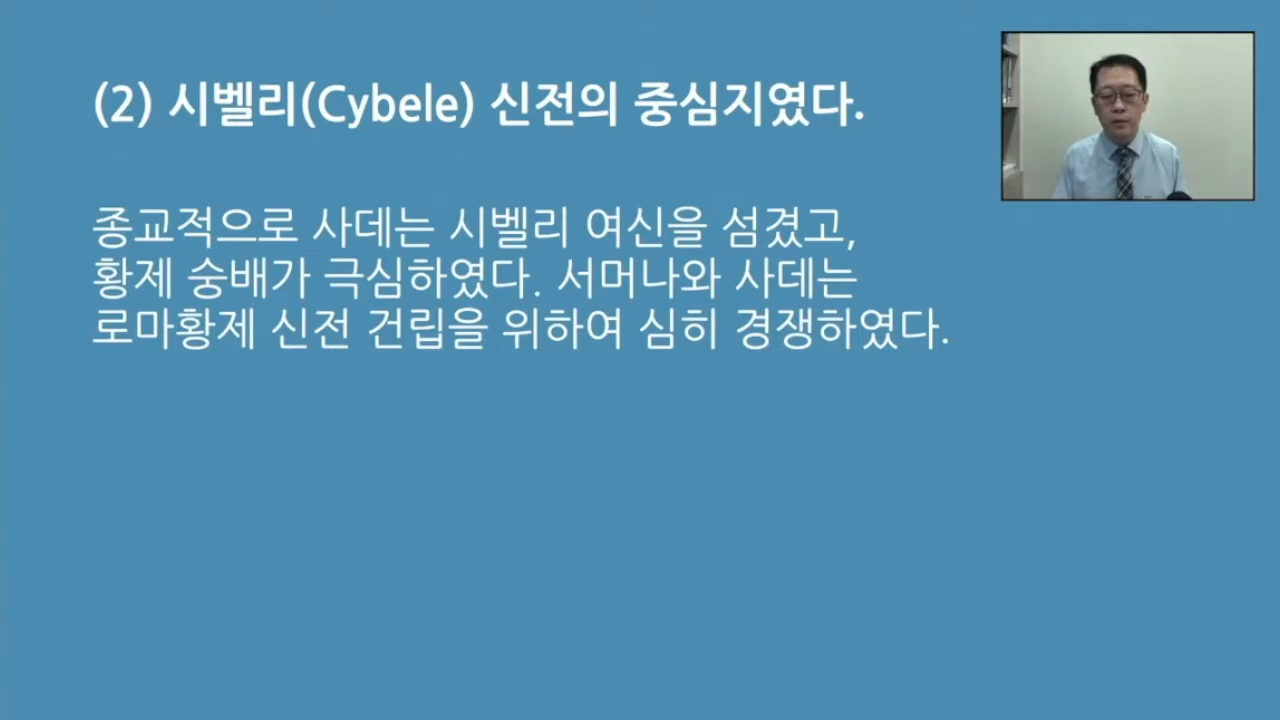 (2) 시벨리(Cybele) 신전의 중심지였다.
종교적으로 사데는 시벨리 여신을 섬겼고,
황제 숭배가 극심하였다. 서머나와 사데는
로마황제 신전 건립을 위하여 심히 경쟁하였다.